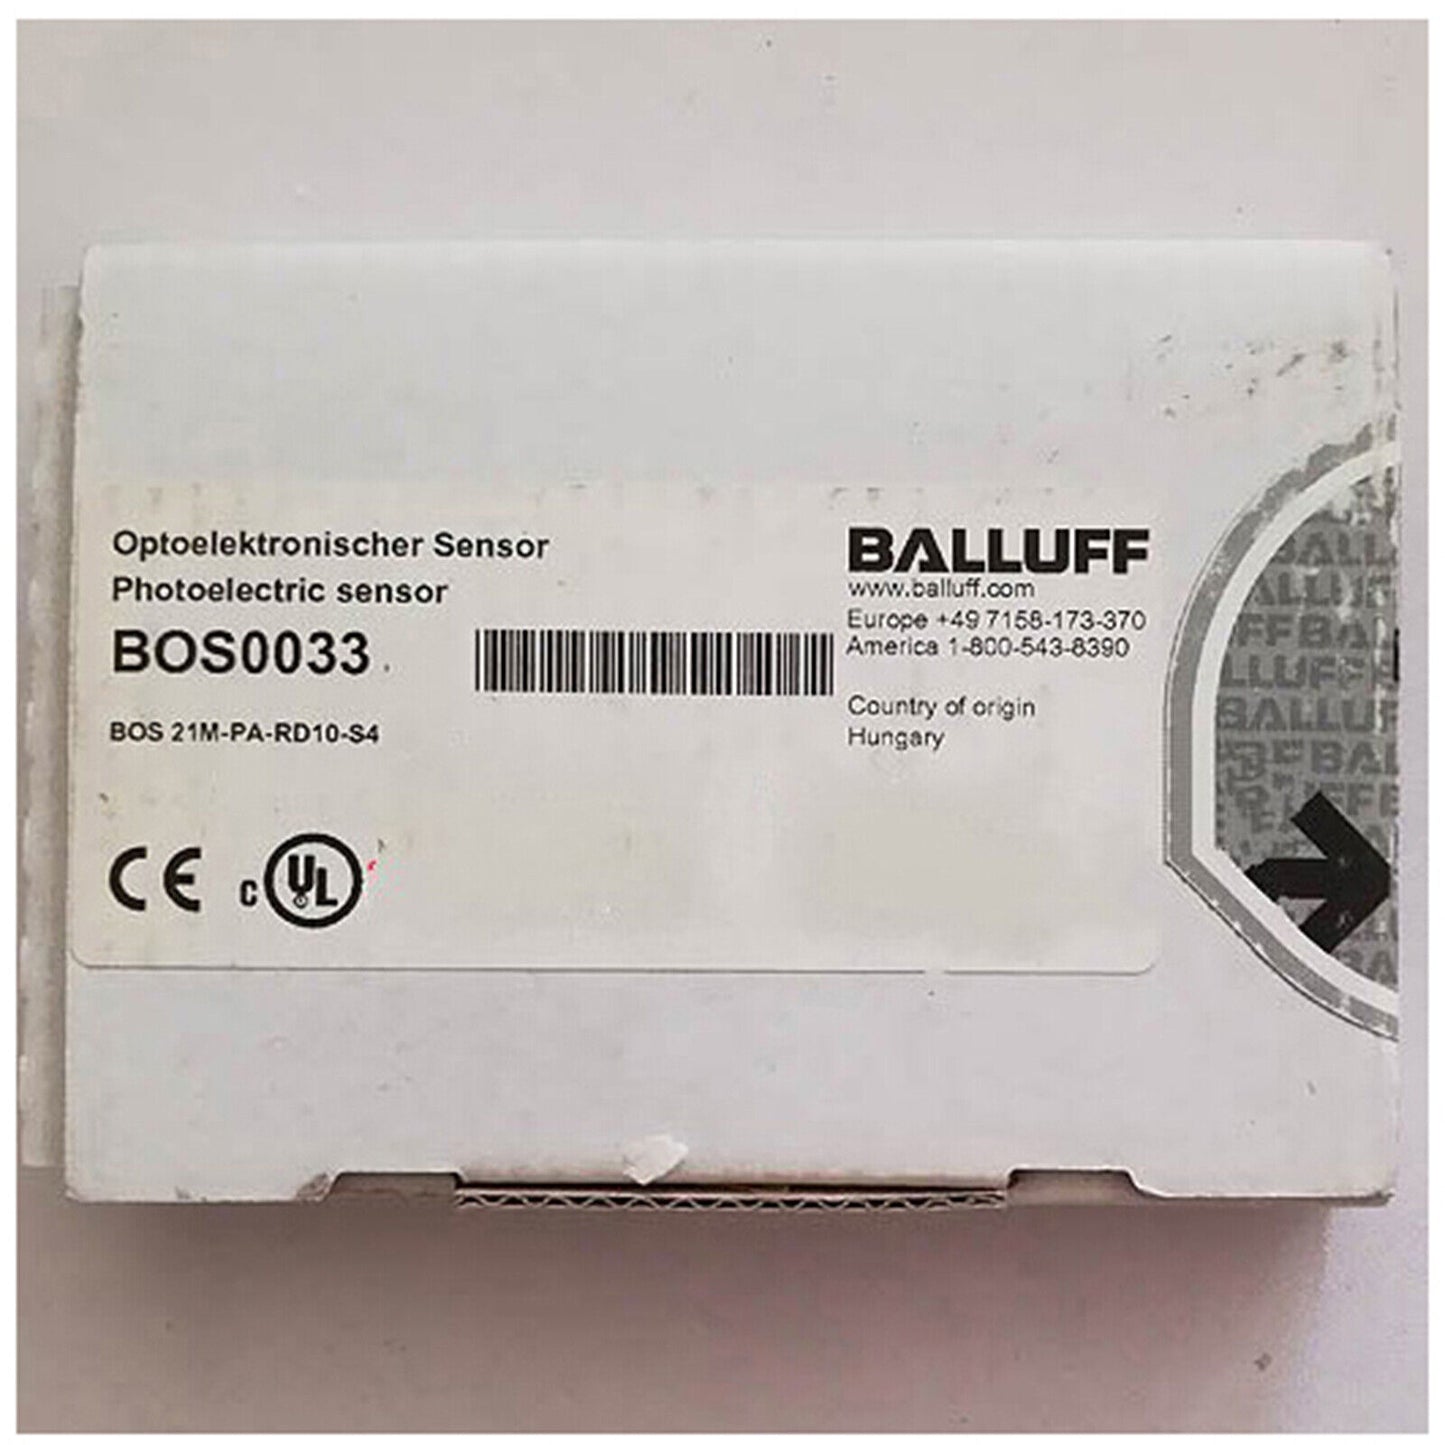 Optoelektronischer Sensor
Photoelectric sensor
BOS0033
BOS 21M-PA-RD10-S4
CE
c UL
BALLUFF
www.balluff.com
Europe +49 7158-173-370
America 1-800-543-8390
Country of origin
Hungary